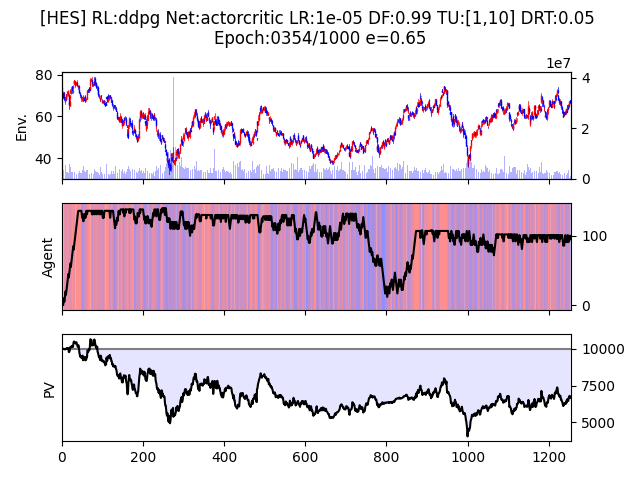 [HES] RL:ddpg Net:actorcritic LR:1e-05 DF:0.99 TU:[1,10] DRT:0.05
Epoch:0354/1000 e=0.65
1e7
80
60
40
Env.
4
2
0
Agent
100
0
PV
10000
7500
5000
0 200 400 600 800 1000 1200